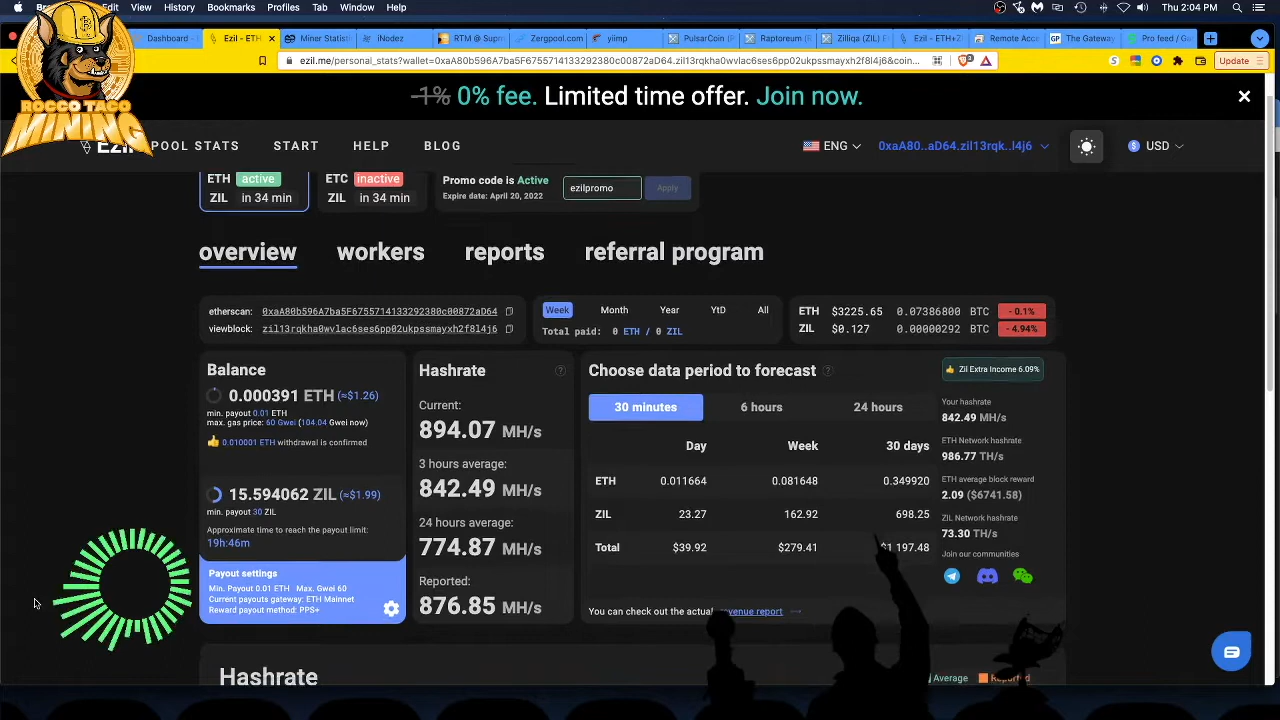 History Bookmarks Profiles Tab Window Help Thu 2:04 PM
Dashboard - Ezil - ETH Miner Statist iNodez RTM @ Supm Zergpool.com yiimp PulsarCoin (P Raptoreum ( Zilliqa (ZIL) E Ezil - ETH+ZI Remote Acce The Gateway Pro feed / Ga
ezil.me/personal_stats?wallet=0xaA80b596A7ba5F6755714133292380c00872aD64.zil13rqkha0wvlac6ses6pp02ukpssmayxh2f8l4j6&coin... Update
ROCCO TACO
MINING
-1% 0% fee. Limited time offer. Join now.
POOL STATS START HELP BLOG ENG 0xaA80..aD64.zil13rqk..l4j6 USD
ETH active ETC inactive Promo code is Active ezilpromo Apply
ZIL in 34 min ZIL in 34 min Expire date: April 20, 2022
overview workers reports referral program
etherscan: 0xaA80b596A7ba5F6755714133292380c00872aD64
viewblock: zil13rqkha0wvlac6ses6pp02ukpssmayxh2f8l4j6
Week Month Year YtD All
Total paid: 0 ETH / 0 ZIL
ETH $3225.65 0.07386800 BTC - 0.1%
ZIL $0.127 0.00000292 BTC - 4.94%
Balance
0.000391 ETH (≈$1.26)
min. payout 0.01 ETH
max. gas price: 60 Gwei (104.04 Gwei now)
0.010001 ETH withdrawal is confirmed
15.594062 ZIL (≈$1.99)
min. payout 30 ZIL
Approximate time to reach the payout limit:
19h:46m
Payout settings
Min. Payout 0.01 ETH Max. Gwei 60
Current payouts gateway: ETH Mainnet
Reward payout method: PPS+
Hashrate
Current:
894.07 MH/s
3 hours average:
842.49 MH/s
24 hours average:
774.87 MH/s
Reported:
876.85 MH/s
Choose data period to forecast
30 minutes 6 hours 24 hours
Day Week 30 days
ETH 0.011664 0.081648 0.349920
ZIL 23.27 162.92 698.25
Total $39.92 $279.41 $1 197.48
You can check out the actual revenue report
Zil Extra Income 6.09%
Your hashrate
842.49 MH/s
ETH Network hashrate
986.77 TH/s
ETH average block reward
2.09 ($6741.58)
ZIL Network hashrate
73.30 TH/s
Join our communities
Hashrate
Average Reported